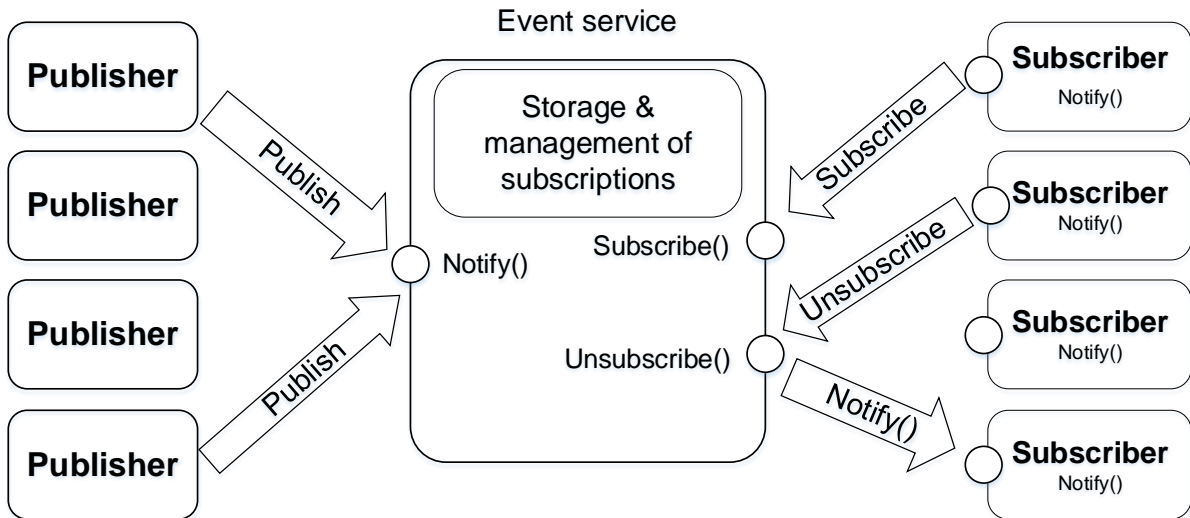 Event service
Publisher
Publisher
Publisher
Publisher
Publish
Publish
Storage &
management of
subscriptions
Notify()
Subscribe()
Unsubscribe()
Subscribe
Unsubscribe
Notify()
Subscriber
Notify()
Subscriber
Notify()
Subscriber
Notify()
Subscriber
Notify()